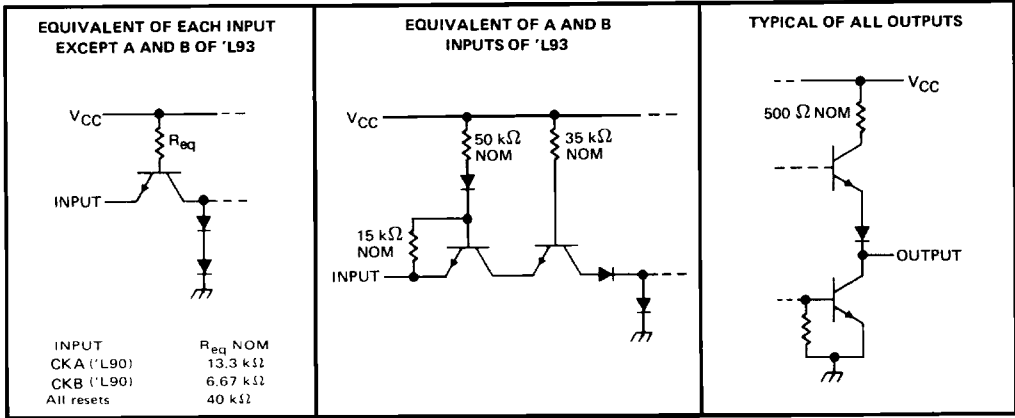 EQUIVALENT OF EACH INPUT
EXCEPT A AND B OF 'L93
VCC
Req
INPUT
INPUT Req NOM
CKA ('L90) 13.3 kΩ
CKB ('L90) 6.67 kΩ
All resets 40 kΩ
EQUIVALENT OF A AND B
INPUTS OF 'L93
VCC
50 kΩ
NOM
35 kΩ
NOM
15 kΩ
NOM
INPUT
TYPICAL OF ALL OUTPUTS
VCC
500 Ω NOM
OUTPUT